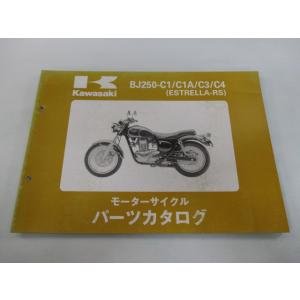 Kawasaki
BJ250-C1/C1A/C3/C4
(ESTRELLA-RS)
モーターサイクル
パーツカタログ